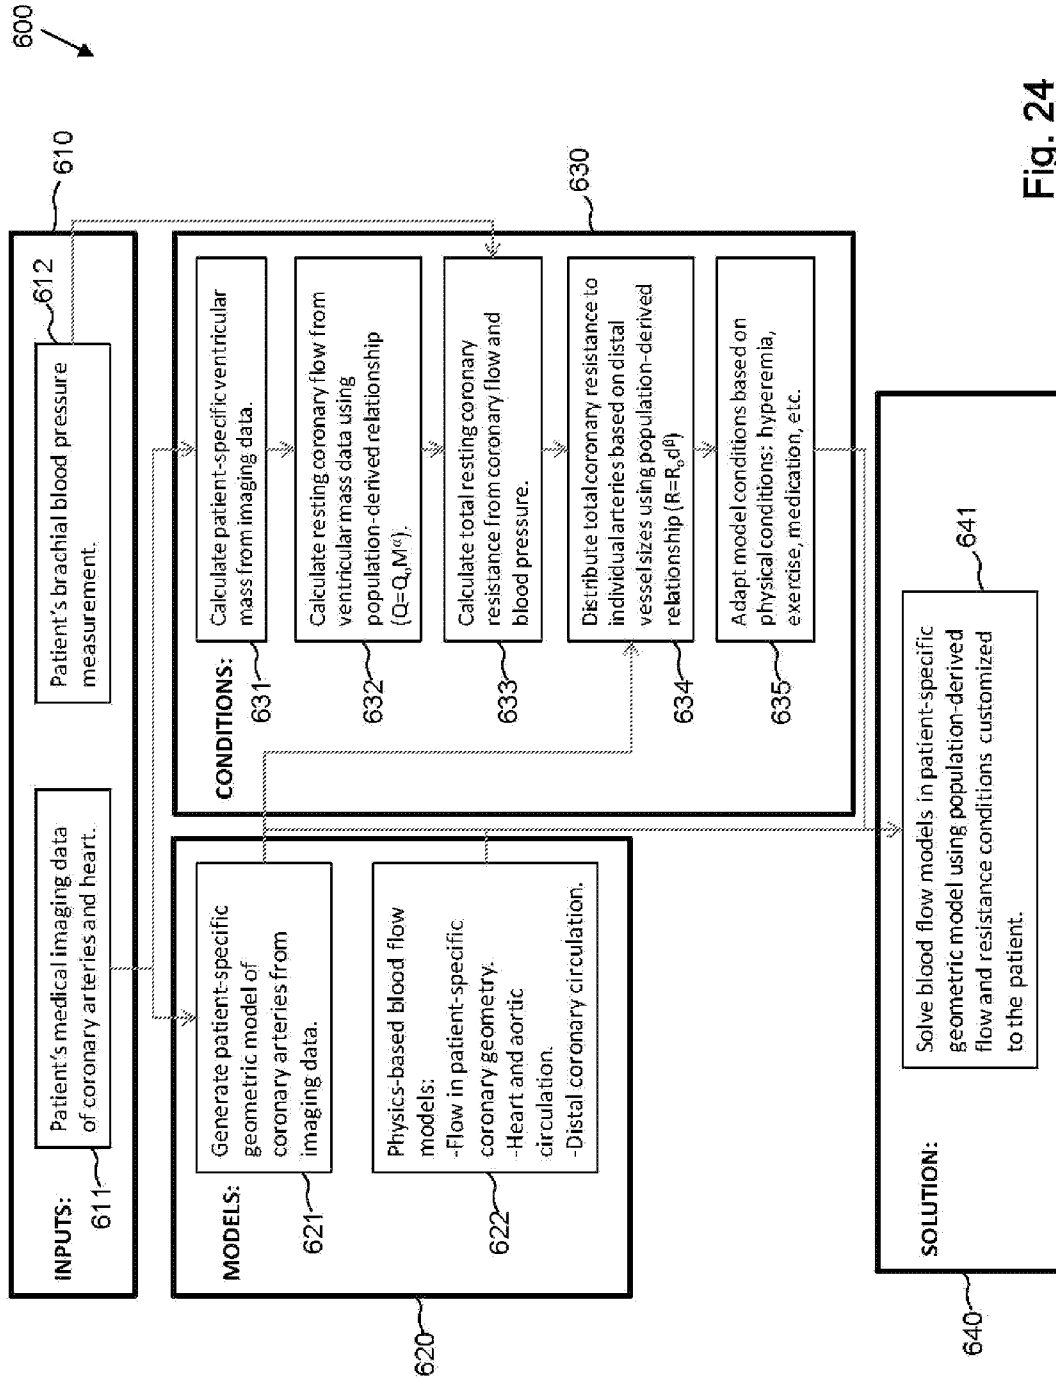 600
610
INPUTS:
Patient's medical imaging data
of coronary arteries and heart.
611
Patient's brachial blood pressure
measurement.
612
MODELS:
Generate patient-specific
geometric model of
coronary arteries from
imaging data.
621
Physics-based blood flow
models:
-Flow in patient-specific
coronary geometry.
-Heart and aortic
circulation.
-Distal coronary circulation.
622
620
CONDITIONS:
Calculate patient-specific ventricular
mass from imaging data.
631
Calculate resting coronary flow from
ventricular mass data using
population-derived relationship
(Q=QₒMᵅ).
632
Calculate total resting coronary
resistance from coronary flow and
blood pressure.
633
Distribute total coronary resistance to
individual arteries based on distal
vessel sizes using population-derived
relationship (R=Rₒdᵝ)
634
Adapt model conditions based on
physical conditions: hyperemia,
exercise, medication, etc.
635
630
SOLUTION:
Solve blood flow models in patient-specific
geometric model using population-derived
flow and resistance conditions customized
to the patient.
641
640
Fig. 24